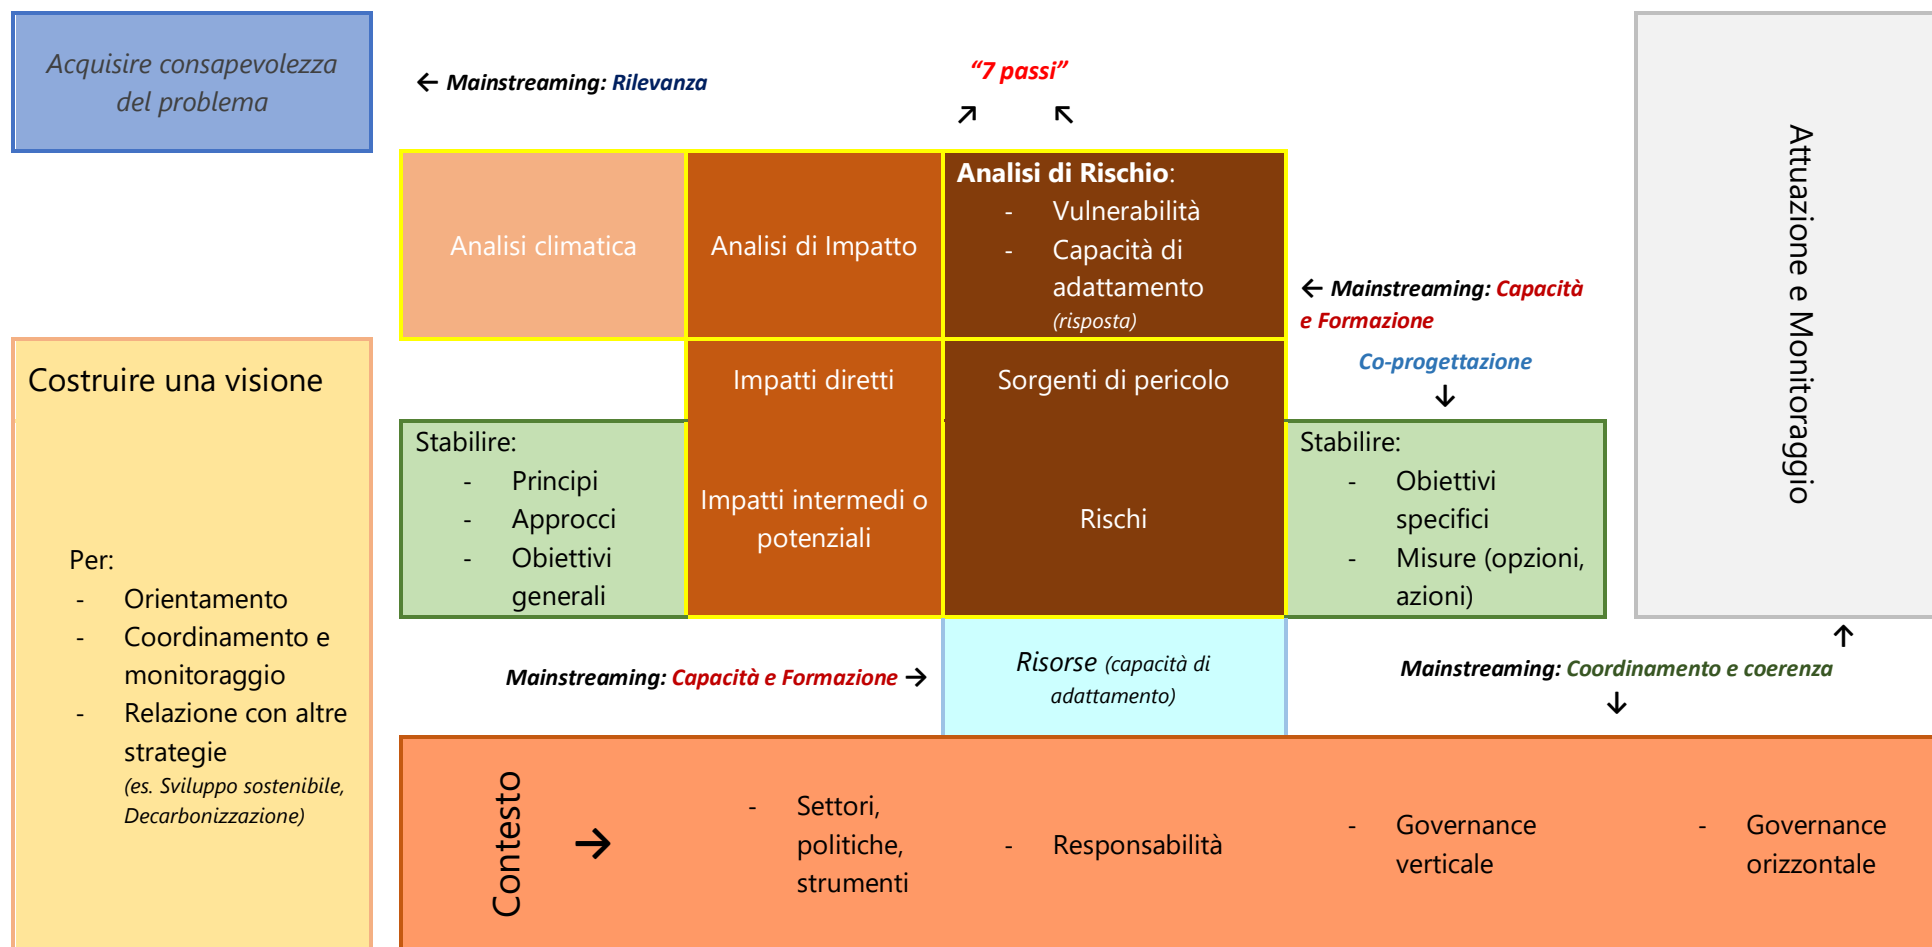 Acquisire consapevolezza
del problema
← Mainstreaming: Rilevanza
“7 passi”
↗ ↖
Analisi climatica
Analisi di Impatto
Analisi di Rischio:
- Vulnerabilità
- Capacità di
adattamento
(risposta)
← Mainstreaming: Capacità
e Formazione
Co-progettazione
↓
Attuazione e Monitoraggio
Costruire una visione
Per:
- Orientamento
- Coordinamento e
monitoraggio
- Relazione con altre
strategie
(es. Sviluppo sostenibile,
Decarbonizzazione)
Impatti diretti
Sorgenti di pericolo
Stabilire:
- Principi
- Approcci
- Obiettivi
generali
Impatti intermedi o
potenziali
Rischi
Stabilire:
- Obiettivi
specifici
- Misure (opzioni,
azioni)
Mainstreaming: Capacità e Formazione →
Risorse (capacità di
adattamento)
↑
Mainstreaming: Coordinamento e coerenza
↓
Contesto
→
- Settori,
politiche,
strumenti
- Responsabilità
- Governance
verticale
- Governance
orizzontale